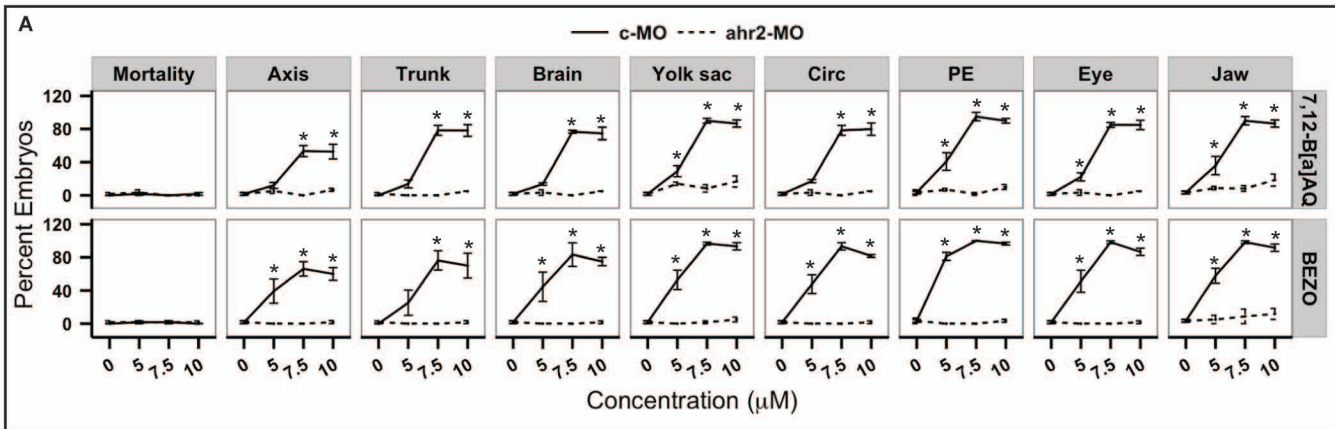 A
c-MO ahr2-MO
Mortality Axis Trunk Brain Yolk sac Circ PE Eye Jaw
120
80
40
0
* * * * * * * * * * * * * * * * * * * *
7,12-B[a]AQ
120
80
40
0
* * * * * * * * * * * * * * * * * * * * * * *
BEZO
Percent Embryos
0 5 7.5 10 0 5 7.5 10 0 5 7.5 10 0 5 7.5 10 0 5 7.5 10 0 5 7.5 10 0 5 7.5 10 0 5 7.5 10 0 5 7.5 10
Concentration (μM)